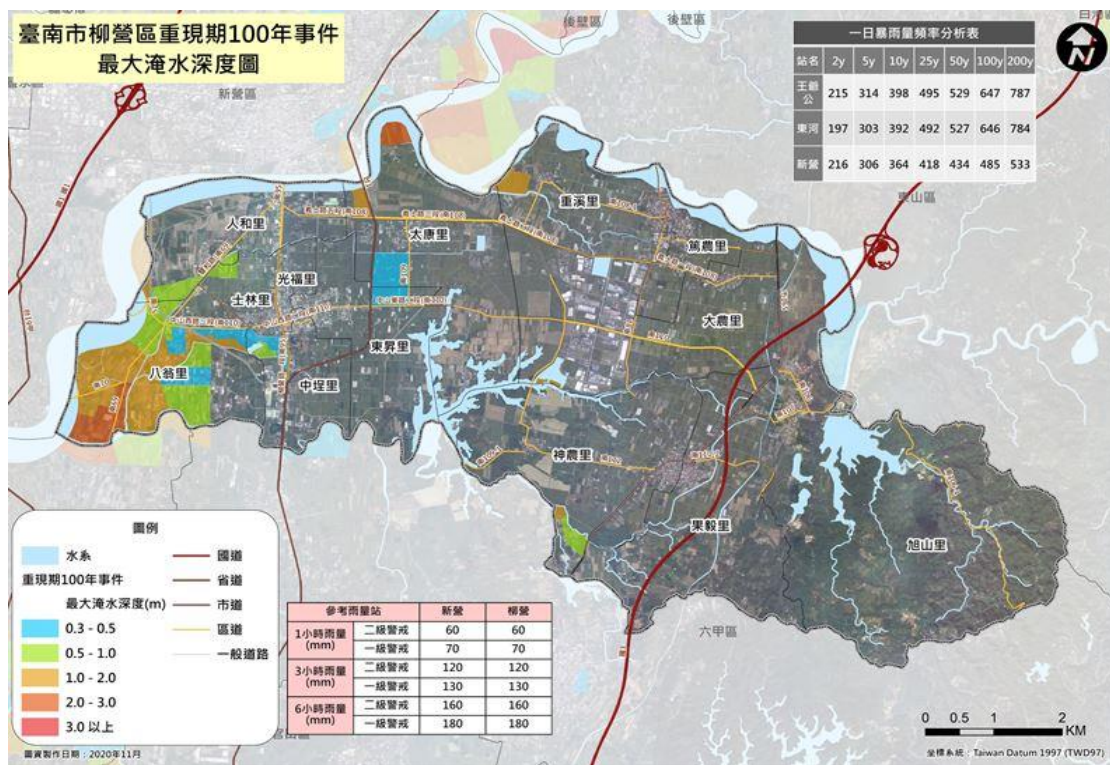 臺南市柳營區重現期100年事件
最大淹水深度圖
後壁區
後壁區
新營區
東山區
六甲區
一日暴雨量頻率分析表
站名 2y 5y 10y 25y 50y 100y 200y
王爺公 215 314 398 495 529 647 787
東河 197 303 392 492 527 646 784
新營 216 306 364 418 434 485 533
N
人和里
太康里
重溪里
篤農里
光福里
士林里
大農里
東昇里
八翁里
中埕里
神農里
果毅里
旭山里
圖例
水系
重現期100年事件
最大淹水深度(m)
0.3 - 0.5
0.5 - 1.0
1.0 - 2.0
2.0 - 3.0
3.0 以上
國道
省道
市道
區道
一般道路
圖資製作日期：2020年11月
參考雨量站 新營 柳營
1小時雨量(mm) 二級警戒 60 60
一級警戒 70 70
3小時雨量(mm) 二級警戒 120 120
一級警戒 130 130
6小時雨量(mm) 二級警戒 160 160
一級警戒 180 180
0 0.5 1 2
KM
坐標系統：Taiwan Datum 1997 (TWD97)